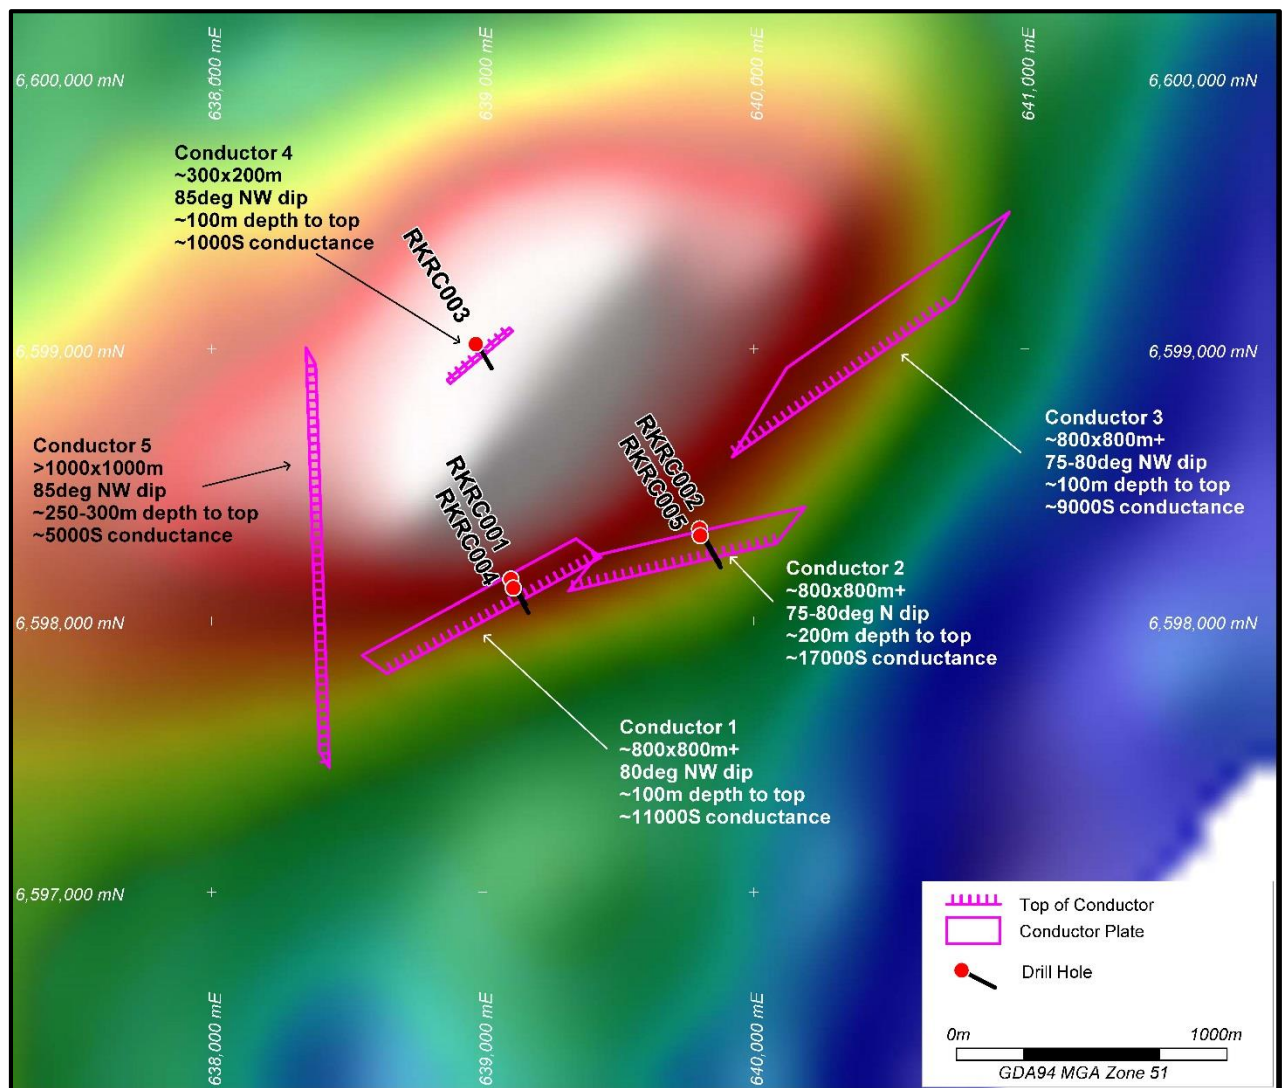 638,000 mE
639,000 mE
640,000 mE
641,000 mE
6,600,000 mN
6,600,000 mN
Conductor 4
~300x200m
85deg NW dip
~100m depth to top
~1000S conductance
RKRC003
6,599,000 mN
6,599,000 mN
Conductor 5
>1000x1000m
85deg NW dip
~250-300m depth to top
~5000S conductance
RKRC001
RKRC004
RKRC002
RKRC005
Conductor 3
~800x800m+
75-80deg NW dip
~100m depth to top
~9000S conductance
Conductor 2
~800x800m+
75-80deg N dip
~200m depth to top
~17000S conductance
6,598,000 mN
6,598,000 mN
Conductor 1
~800x800m+
80deg NW dip
~100m depth to top
~11000S conductance
6,597,000 mN
638,000 mE
639,000 mE
640,000 mE
Top of Conductor
Conductor Plate
Drill Hole
0m
1000m
GDA94 MGA Zone 51